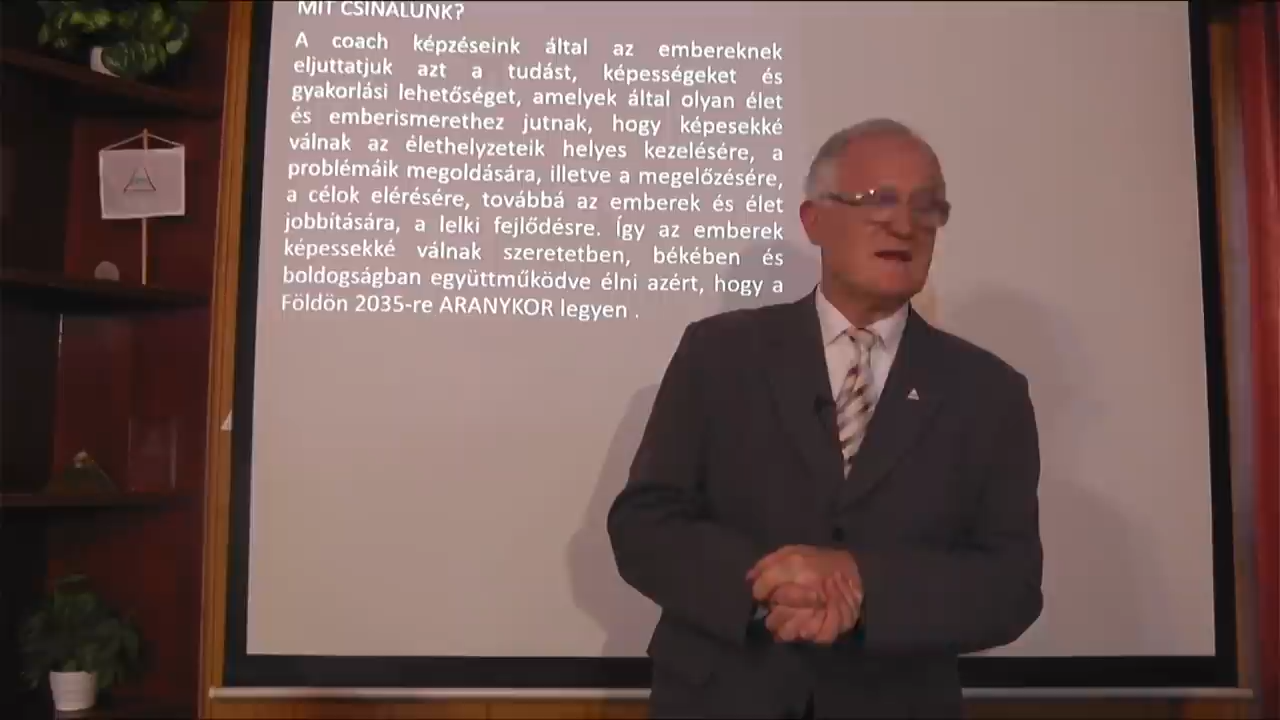 MIT CSINÁLUNK?
A coach képzéseink által az embereknek
eljuttatjuk azt a tudást, képességeket és
gyakorlási lehetőséget, amelyek által olyan élet
és emberismerethez jutnak, hogy képesekké
válnak az élethelyzeteik helyes kezelésére, a
problémáik megoldására, illetve a megelőzésére,
a célok elérésére, továbbá az emberek és élet
jobbítására, a lelki fejlődésre. Így az emberek
képessekké válnak szeretetben, békében és
boldogságban együttműködve élni azért, hogy a
Földön 2035-re ARANYKOR legyen .